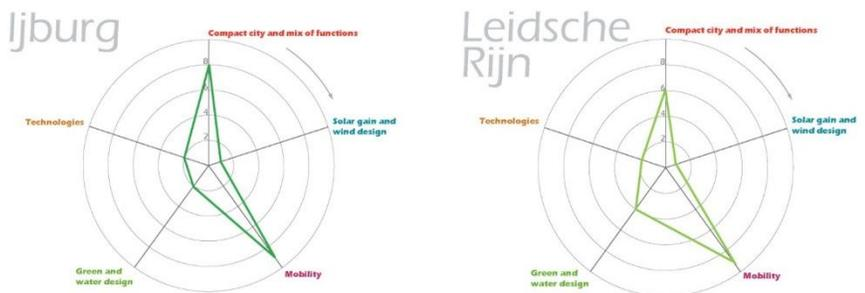 Ijburg
Compact city and mix of functions
8
6
4
2
Technologies
Solar gain and
wind design
Green and
water design
Mobility
Leidsche
Rijn
Compact city and mix of functions
8
6
4
2
Technologies
Solar gain and
wind design
Green and
water design
Mobility